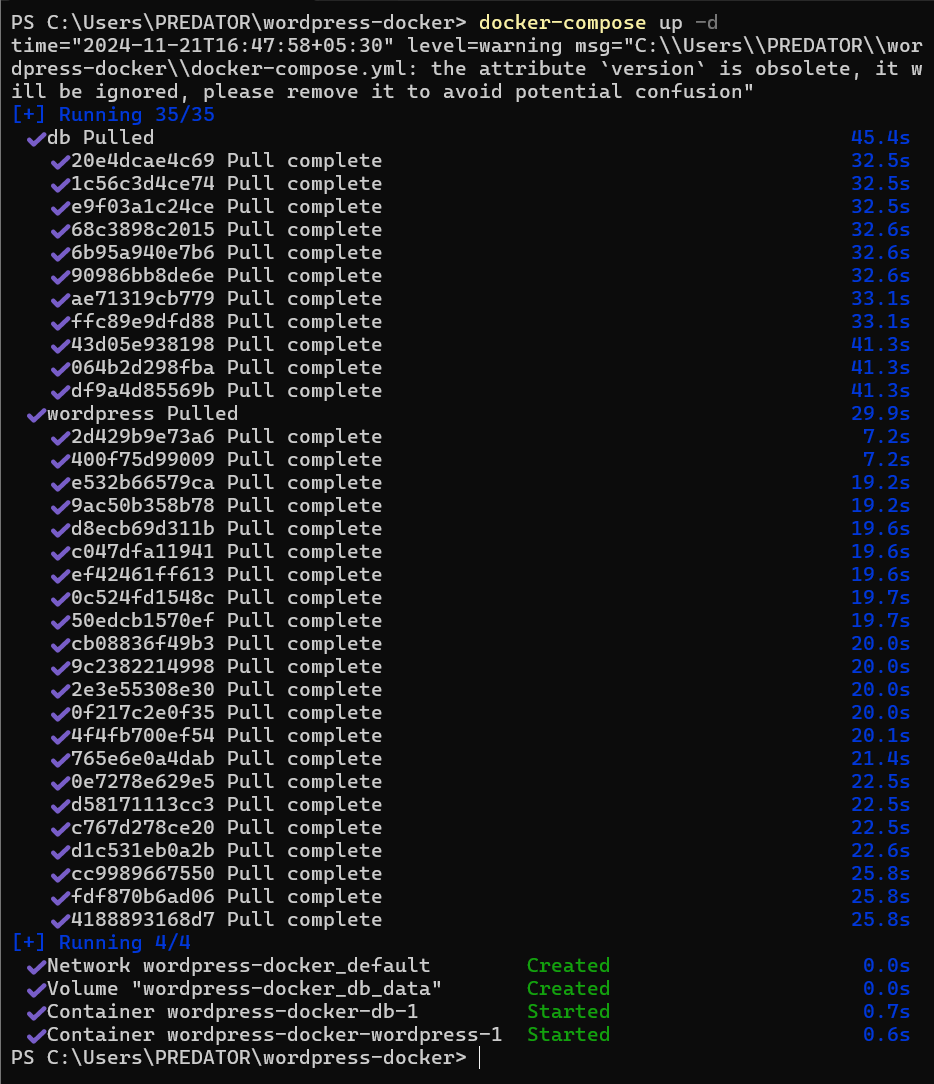 PS C:\Users\PREDATOR\wordpress-docker> docker-compose up -d
time="2024-11-21T16:47:58+05:30" level=warning msg="C:\\Users\\PREDATOR\\wor
dpress-docker\\docker-compose.yml: the attribute `version` is obsolete, it w
ill be ignored, please remove it to avoid potential confusion"
[+] Running 35/35
✔db Pulled 45.4s
✔20e4dcae4c69 Pull complete 32.5s
✔1c56c3d4ce74 Pull complete 32.5s
✔e9f03a1c24ce Pull complete 32.5s
✔68c3898c2015 Pull complete 32.6s
✔6b95a940e7b6 Pull complete 32.6s
✔90986bb8de6e Pull complete 32.6s
✔ae71319cb779 Pull complete 33.1s
✔ffc89e9dfd88 Pull complete 33.1s
✔43d05e938198 Pull complete 41.3s
✔064b2d298fba Pull complete 41.3s
✔df9a4d85569b Pull complete 41.3s
✔wordpress Pulled 29.9s
✔2d429b9e73a6 Pull complete 7.2s
✔400f75d99009 Pull complete 7.2s
✔e532b66579ca Pull complete 19.2s
✔9ac50b358b78 Pull complete 19.2s
✔d8ecb69d311b Pull complete 19.6s
✔c047dfa11941 Pull complete 19.6s
✔ef42461ff613 Pull complete 19.6s
✔0c524fd1548c Pull complete 19.7s
✔50edcb1570ef Pull complete 19.7s
✔cb08836f49b3 Pull complete 20.0s
✔9c2382214998 Pull complete 20.0s
✔2e3e55308e30 Pull complete 20.0s
✔0f217c2e0f35 Pull complete 20.0s
✔4f4fb700ef54 Pull complete 20.1s
✔765e6e0a4dab Pull complete 21.4s
✔0e7278e629e5 Pull complete 22.5s
✔d58171113cc3 Pull complete 22.5s
✔c767d278ce20 Pull complete 22.5s
✔d1c531eb0a2b Pull complete 22.6s
✔cc9989667550 Pull complete 25.8s
✔fdf870b6ad06 Pull complete 25.8s
✔4188893168d7 Pull complete 25.8s
[+] Running 4/4
✔Network wordpress-docker_default Created 0.0s
✔Volume "wordpress-docker_db_data" Created 0.0s
✔Container wordpress-docker-db-1 Started 0.7s
✔Container wordpress-docker-wordpress-1 Started 0.6s
PS C:\Users\PREDATOR\wordpress-docker>